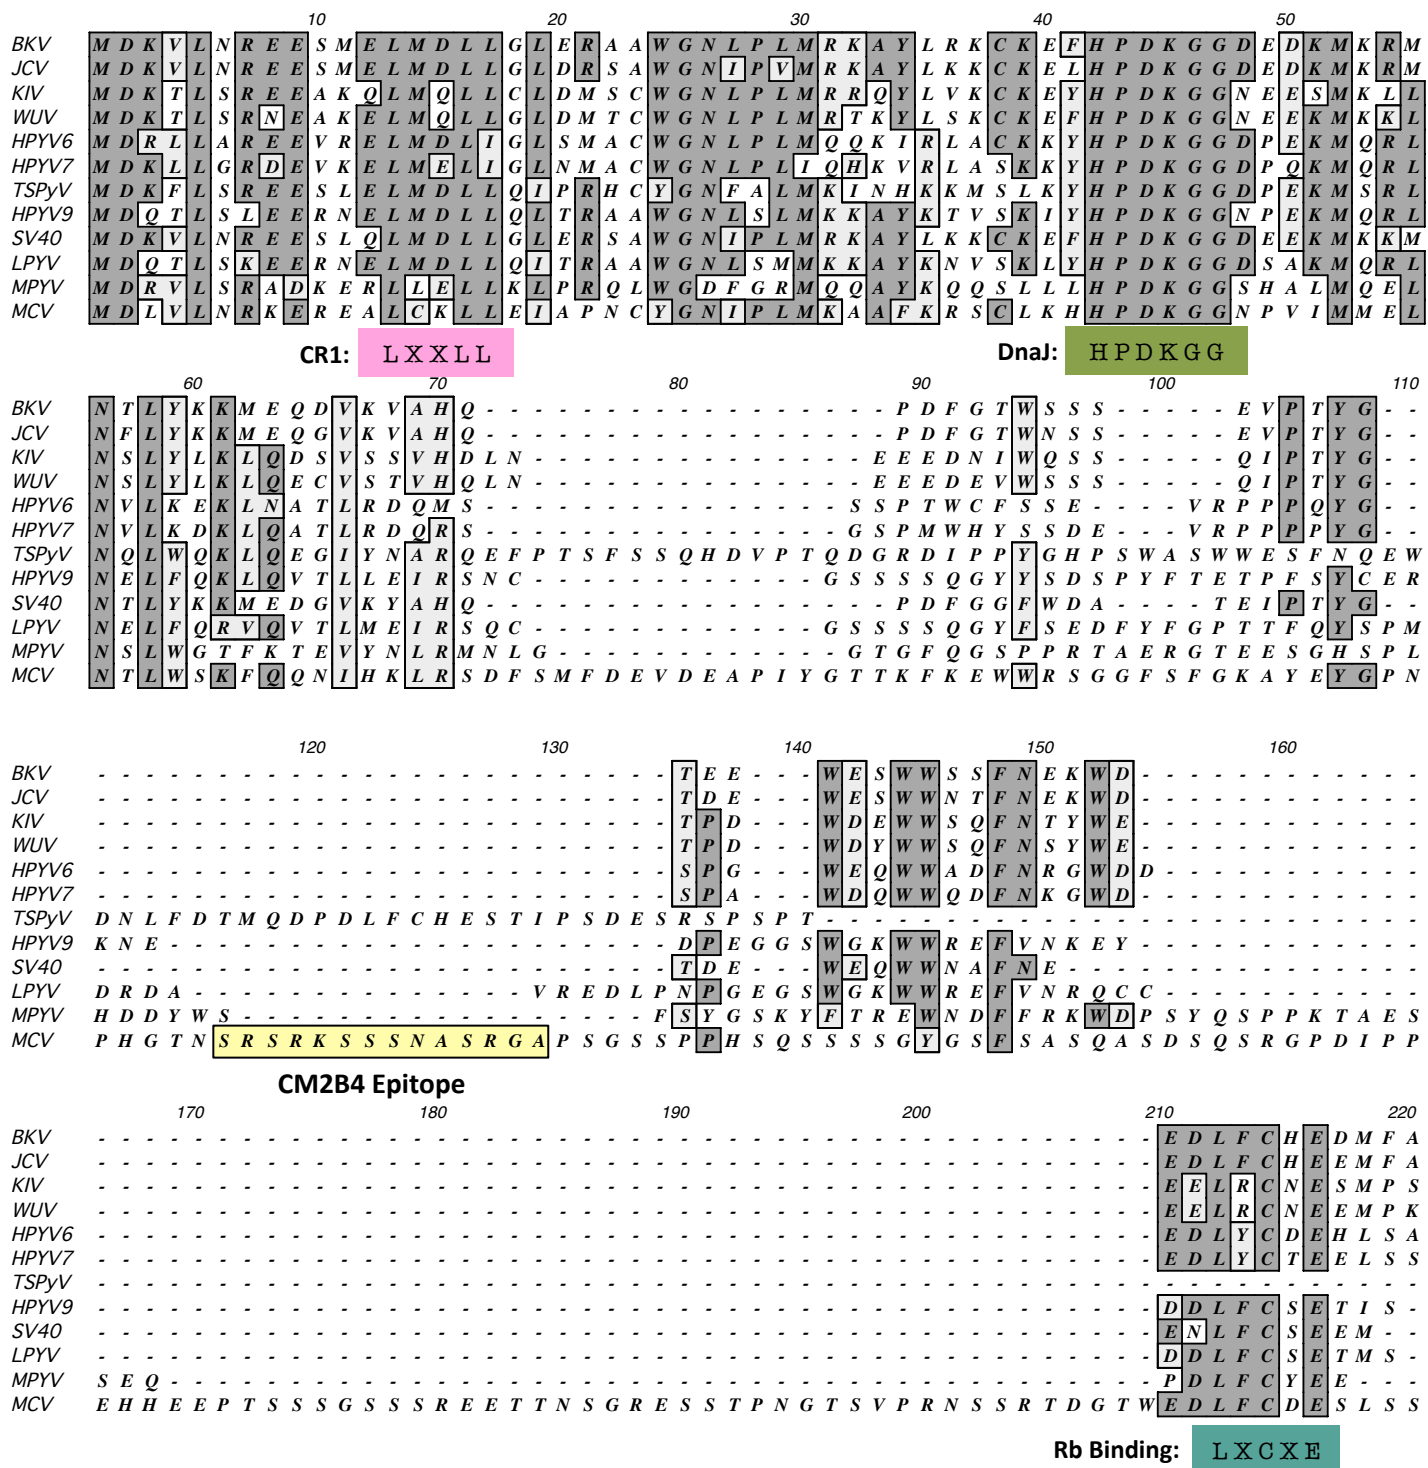 10 20 30 40 50
BKV M D K V L N R E E S M E L M D L L G L E R A A W G N L P L M R K A Y L R K C K E F H P D K G G D E D K M K R M
JCV M D K V L N R E E S M E L M D L L G L D R S A W G N I P V M R K A Y L K K C K E L H P D K G G D E D K M K R M
KIV M D K T L S R E E A K Q L M Q L L C L D M S C W G N L P L M R R Q Y L V K C K E Y H P D K G G N E E S M K L L
WUV M D K T L S R N E A K E L M Q L L G L D M T C W G N L P L M R T K Y L S K C K E F H P D K G G N E E K M K K L
HPYV6 M D R L L A R E E V R E L M D L I G L S M A C W G N L P L M Q Q K I R L A C K K Y H P D K G G D P E K M Q R L
HPYV7 M D K L L G R D E V K E L M E L I G L N M A C W G N L P L I Q H K V R L A S K K Y H P D K G G D P Q K M Q R L
TSPyV M D K F L S R E E S L E L M D L L Q I P R H C Y G N F A L M K I N H K K M S L K Y H P D K G G D P E K M S R L
HPYV9 M D Q T L S L E E R N E L M D L L Q L T R A A W G N L S L M K K A Y K T V S K I Y H P D K G G N P E K M Q R L
SV40 M D K V L N R E E S L Q L M D L L G L E R S A W G N I P L M R K A Y L K K C K E F H P D K G G D E E K M K K M
LPYV M D Q T L S K E E R N E L M D L L Q I T R A A W G N L S M M K K A Y K N V S K L Y H P D K G G D S A K M Q R L
MPYV M D R V L S R A D K E R L L E L L K L P R Q L W G D F G R M Q Q A Y K Q Q S L L L H P D K G G S H A L M Q E L
MCV M D L V L N R K E R E A L C K L L E I A P N C Y G N I P L M K A A F K R S C L K H H P D K G G N P V I M M E L
CR1: L X X L L DnaJ: H P D K G G
60 70 80 90 100 110
BKV N T L Y K K M E Q D V K V A H Q - - - - - - - - - - - - - - - - - P D F G T W S S S - - - - - E V P T Y G - -
JCV N F L Y K K M E Q G V K V A H Q - - - - - - - - - - - - - - - - - P D F G T W N S S - - - - - E V P T Y G - -
KIV N S L Y L K L Q D S V S S V H D L N - - - - - - - - - - - - - - E E E D N I W Q S S - - - - - Q I P T Y G - -
WUV N S L Y L K L Q E C V S T V H Q L N - - - - - - - - - - - - - - E E E D E V W S S S - - - - - Q I P T Y G - -
HPYV6 N V L K E K L N A T L R D Q M S - - - - - - - - - - - - - - - S S P T W C F S S E - - - - V R P P P Q Y G - -
HPYV7 N V L K D K L Q A T L R D Q R S - - - - - - - - - - - - - - - G S P M W H Y S S D E - - - V R P P P P Y G - -
TSPyV N Q L W Q K L Q E G I Y N A R Q E F P T S F S S Q H D V P T Q D G R D I P P Y G H P S W A S W W E S F N Q E W
HPYV9 N E L F Q K L Q V T L L E I R S N C - - - - - - - - - - - - G S S S S Q G Y Y S D S P Y F T E T P F S Y C E R
SV40 N T L Y K K M E D G V K Y A H Q - - - - - - - - - - - - - - - - - P D F G G F W D A - - - - T E I P T Y G - -
LPYV N E L F Q R V Q V T L M E I R S Q C - - - - - - - - - - - - G S S S S Q G Y F S E D F Y F G P T T F Q Y S P M
MPYV N S L W G T F K T E V Y N L R M N L G - - - - - - - - - - - - G T G F Q G S P P R T A E R G T E E S G H S P L
MCV N T L W S K F Q Q N I H K L R S D F S M F D E V D E A P I Y G T T K F K E W W R S G G F S F G K A Y E Y G P N
120 130 140 150 160
BKV - - - - - - - - - - - - - - - - - - - - - - - - T E E - - - W E S W W S S F N E K W D - - - - - - - - - - - -
JCV - - - - - - - - - - - - - - - - - - - - - - - - T D E - - - W E S W W N T F N E K W D - - - - - - - - - - - -
KIV - - - - - - - - - - - - - - - - - - - - - - - - T P D - - - W D E W W S Q F N T Y W E - - - - - - - - - - - -
WUV - - - - - - - - - - - - - - - - - - - - - - - - T P D - - - W D Y W W S Q F N S Y W E - - - - - - - - - - - -
HPYV6 - - - - - - - - - - - - - - - - - - - - - - - - S P G - - - W E Q W W A D F N R G W D D - - - - - - - - - - -
HPYV7 - - - - - - - - - - - - - - - - - - - - - - - - S P A - - - W D Q W W Q D F N K G W D - - - - - - - - - - - -
TSPyV D N L F D T M Q D P D L F C H E S T I P S D E S R S P S P T - - - - - - - - - - - - - - - - - - - - - - - - -
HPYV9 K N E - - - - - - - - - - - - - - - - - - - - - D P E G G S W G K W W R E F V N K E Y - - - - - - - - - - - -
SV40 - - - - - - - - - - - - - - - - - - - - - - - - T D E - - - W E Q W W N A F N E - - - - - - - - - - - - - - -
LPYV D R D A - - - - - - - - - - - - - - V R E D L P N P G E G S W G K W W R E F V N R Q C C - - - - - - - - - - -
MPYV H D D Y W S - - - - - - - - - - - - - - - - - F S Y G S K Y F T R E W N D F F R K W D P S Y Q S P P K T A E S
MCV P H G T N S R S R K S S S N A S R G A P S G S S P P H S Q S S S S G Y G S F S A S Q A S D S Q S R G P D I P P
CM2B4 Epitope
170 180 190 200 210 220
BKV - - - - - - - - - - - - - - - - - - - - - - - - - - - - - - - - - - - - - - - - - - - - E D L F C H E D M F A
JCV - - - - - - - - - - - - - - - - - - - - - - - - - - - - - - - - - - - - - - - - - - - - E D L F C H E E M F A
KIV - - - - - - - - - - - - - - - - - - - - - - - - - - - - - - - - - - - - - - - - - - - - E E L R C N E S M P S
WUV - - - - - - - - - - - - - - - - - - - - - - - - - - - - - - - - - - - - - - - - - - - - E E L R C N E E M P K
HPYV6 - - - - - - - - - - - - - - - - - - - - - - - - - - - - - - - - - - - - - - - - - - - - E D L Y C D E H L S A
HPYV7 - - - - - - - - - - - - - - - - - - - - - - - - - - - - - - - - - - - - - - - - - - - - E D L Y C T E E L S S
TSPyV - - - - - - - - - - - - - - - - - - - - - - - - - - - - - - - - - - - - - - - - - - - - - - - - - - - - - - -
HPYV9 - - - - - - - - - - - - - - - - - - - - - - - - - - - - - - - - - - - - - - - - - - - - D D L F C S E T I S -
SV40 - - - - - - - - - - - - - - - - - - - - - - - - - - - - - - - - - - - - - - - - - - - - E N L F C S E E M - -
LPYV - - - - - - - - - - - - - - - - - - - - - - - - - - - - - - - - - - - - - - - - - - - - D D L F C S E T M S -
MPYV S E Q - - - - - - - - - - - - - - - - - - - - - - - - - - - - - - - - - - - - - - - - - P D L F C Y E E - - -
MCV E H H E E P T S S S G S S S R E E T T N S G R E S S T P N G T S V P R N S S R T D G T W E D L F C D E S L S S
Rb Binding: L X C X E